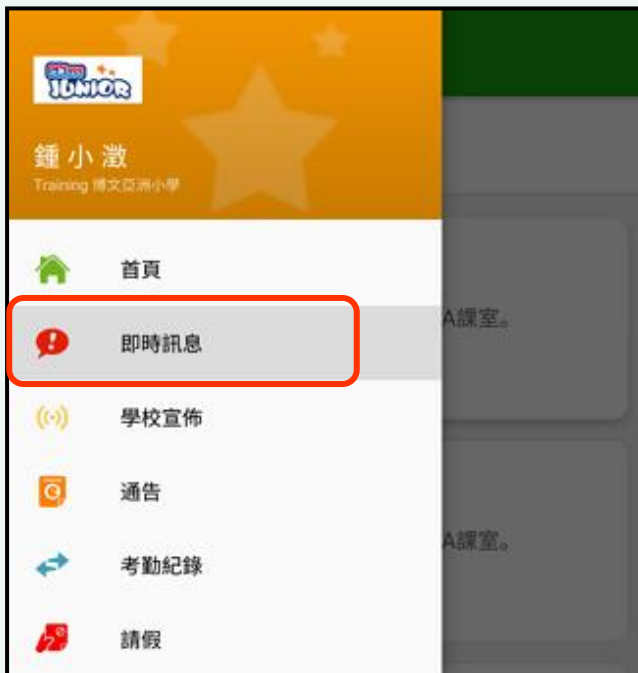 JUNIOR
鍾小澂
Training 博文亞洲小學
首頁
即時訊息
A課室。
學校宣佈
通告
A課室。
考勤紀錄
請假